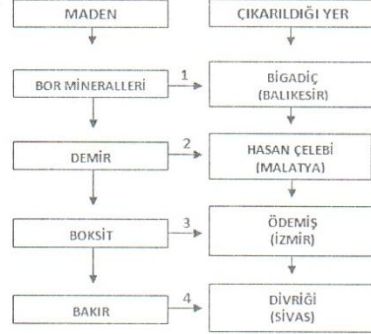 MADEN
ÇIKARILDIĞI YER
BOR MİNERALLERİ
1
BİGADİÇ
(BALIKESİR)
DEMİR
2
HASAN ÇELEBİ
(MALATYA)
BOKSİT
3
ÖDEMİŞ
(İZMİR)
BAKIR
4
DİVRİĞİ
(SİVAS)